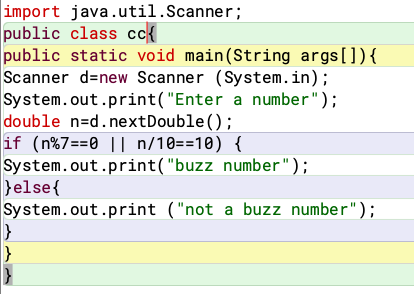 import java.util.Scanner;
public class cc{
public static void main(String args[]){
Scanner d=new Scanner (System.in);
System.out.print("Enter a number");
double n=d.nextDouble();
if (n%7==0 || n/10==10) {
System.out.print("buzz number");
}else{
System.out.print ("not a buzz number");
}
}
}